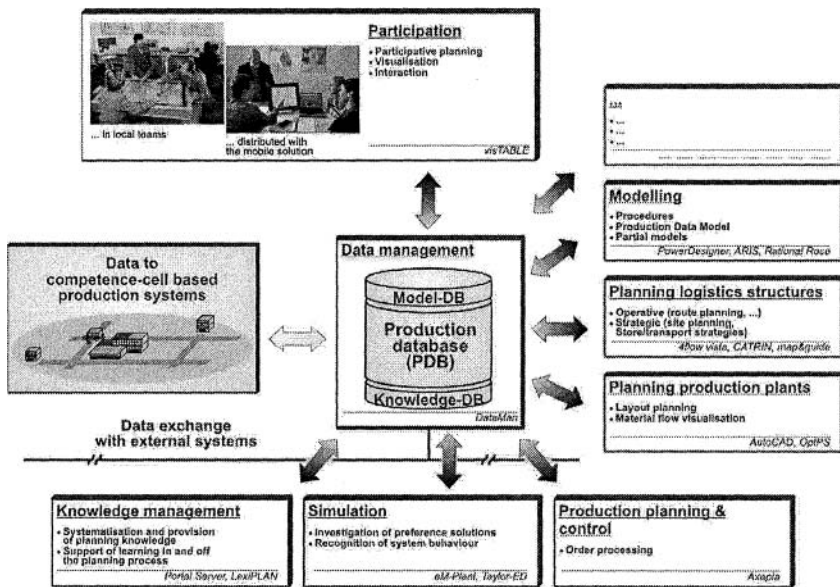 Participation
• Participative planning
• Visualisation
• Interaction
... in local teams
... distributed with
the mobile solution
visTABLE
...
• ...
• ...
• ...
Modelling
• Procedures
• Production Data Model
• Partial models
PowerDesigner, ARIS, Rational Rose
Data to
competence-cell based
production systems
Data management
Model-DB
Production
database
(PDB)
Knowledge-DB
DataMan
Planning logistics structures
• Operative (route planning, ...)
• Strategic (site planning,
Store/transport strategies)
4flow vista, CATRIN, map&guide
Planning production plants
• Layout planning
• Material flow visualisation
AutoCAD, OptPS
Data exchange
with external systems
Knowledge management
• Systematisation and provision
of planning knowledge
• Support of learning in and off
the planning process
Portal Server, LexiPLAN
Simulation
• Investigation of preference solutions
• Recognition of system behaviour
eM-Plant, Taylor-ED
Production planning &
control
• Order processing
Axapta